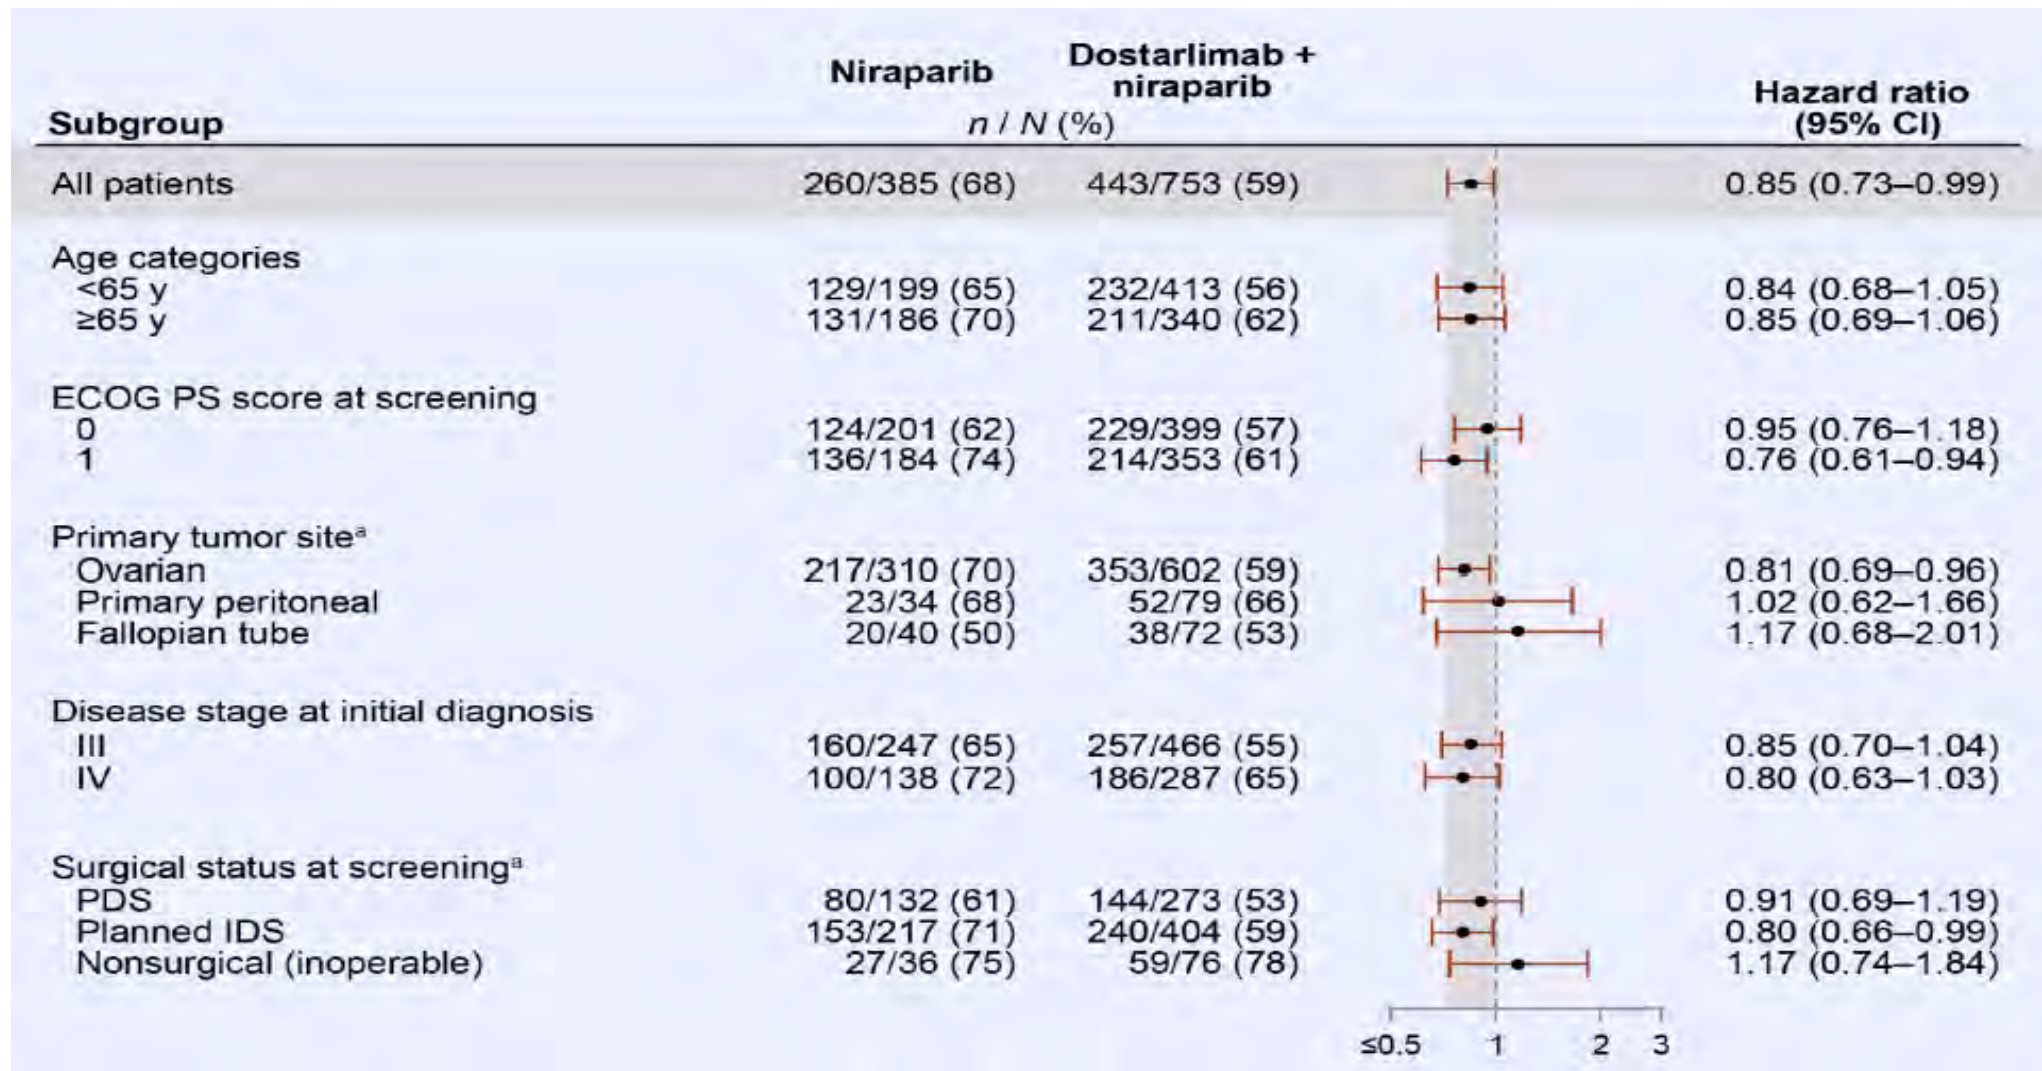 Subgroup Niraparib Dostarlimab + niraparib Hazard ratio (95% CI)
n / N (%)
All patients 260/385 (68) 443/753 (59) 0.85 (0.73–0.99)
Age categories
<65 y 129/199 (65) 232/413 (56) 0.84 (0.68–1.05)
≥65 y 131/186 (70) 211/340 (62) 0.85 (0.69–1.06)
ECOG PS score at screening
0 124/201 (62) 229/399 (57) 0.95 (0.76–1.18)
1 136/184 (74) 214/353 (61) 0.76 (0.61–0.94)
Primary tumor siteᵃ
Ovarian 217/310 (70) 353/602 (59) 0.81 (0.69–0.96)
Primary peritoneal 23/34 (68) 52/79 (66) 1.02 (0.62–1.66)
Fallopian tube 20/40 (50) 38/72 (53) 1.17 (0.68–2.01)
Disease stage at initial diagnosis
III 160/247 (65) 257/466 (55) 0.85 (0.70–1.04)
IV 100/138 (72) 186/287 (65) 0.80 (0.63–1.03)
Surgical status at screeningᵃ
PDS 80/132 (61) 144/273 (53) 0.91 (0.69–1.19)
Planned IDS 153/217 (71) 240/404 (59) 0.80 (0.66–0.99)
Nonsurgical (inoperable) 27/36 (75) 59/76 (78) 1.17 (0.74–1.84)
≤0.5 1 2 3